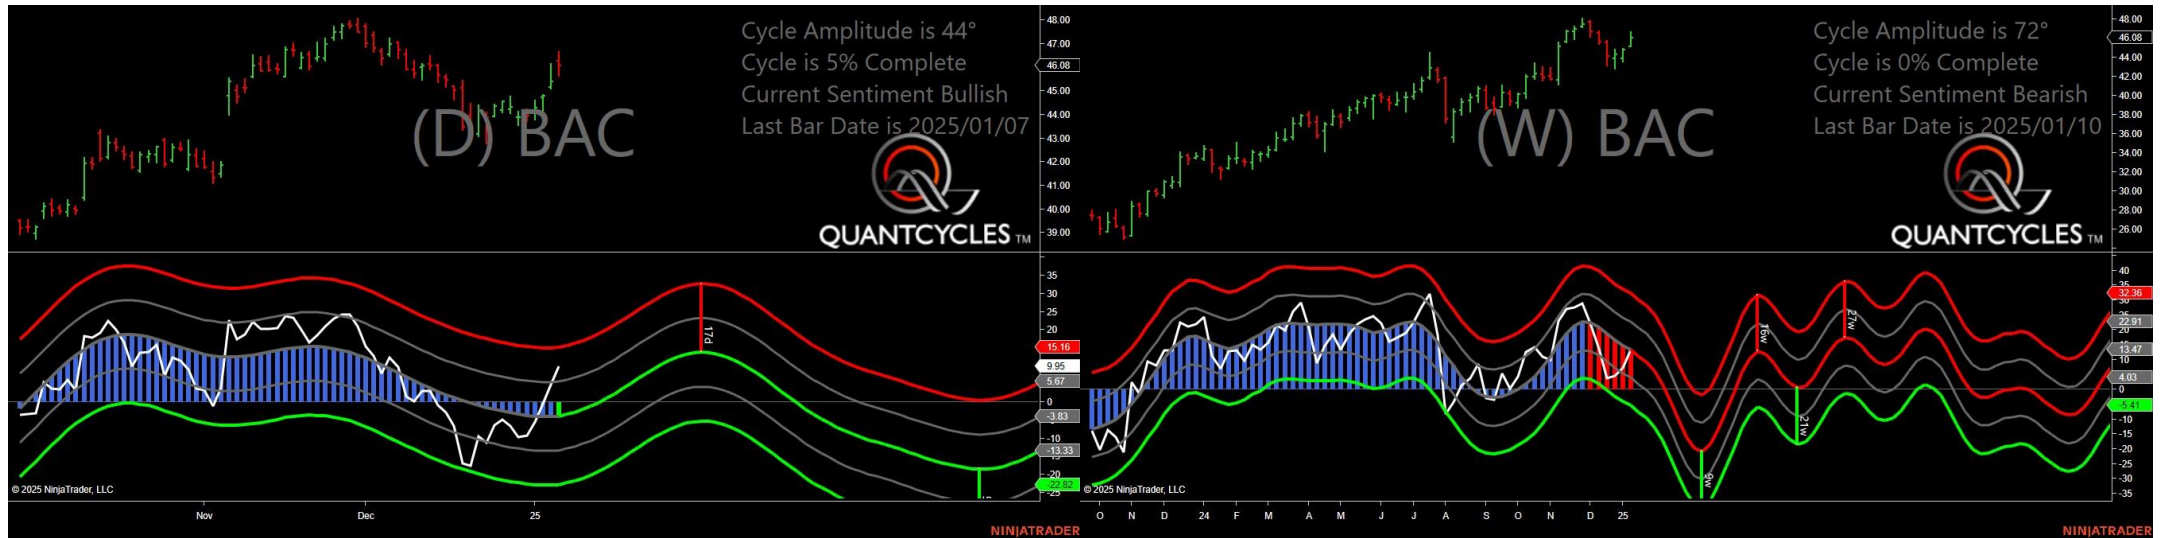 Cycle Amplitude is 44°
Cycle is 5% Complete
Current Sentiment Bullish
Last Bar Date is 2025/01/07
(D) BAC
QUANTCYCLES TM
48.00
47.00
46.08
45.00
44.00
43.00
42.00
41.00
40.00
39.00
17d
35
30
25
20
15.16
9.95
5.67
0
-3.83
-10
-13.33
-20
-22.82
-25
© 2025 NinjaTrader, LLC
Nov
Dec
25
NINJATRADER
Cycle Amplitude is 72°
Cycle is 0% Complete
Current Sentiment Bearish
Last Bar Date is 2025/01/10
(W) BAC
QUANTCYCLES TM
48.00
46.08
44.00
42.00
40.00
38.00
36.00
34.00
32.00
30.00
28.00
26.00
16w
27w
21w
9w
40
32.36
22.91
20
13.47
10
4.03
0
-5.41
-10
-15
-20
-25
-30
-35
© 2025 NinjaTrader, LLC
O N D 24 F M A M J J A S O N D 25
NINJATRADER